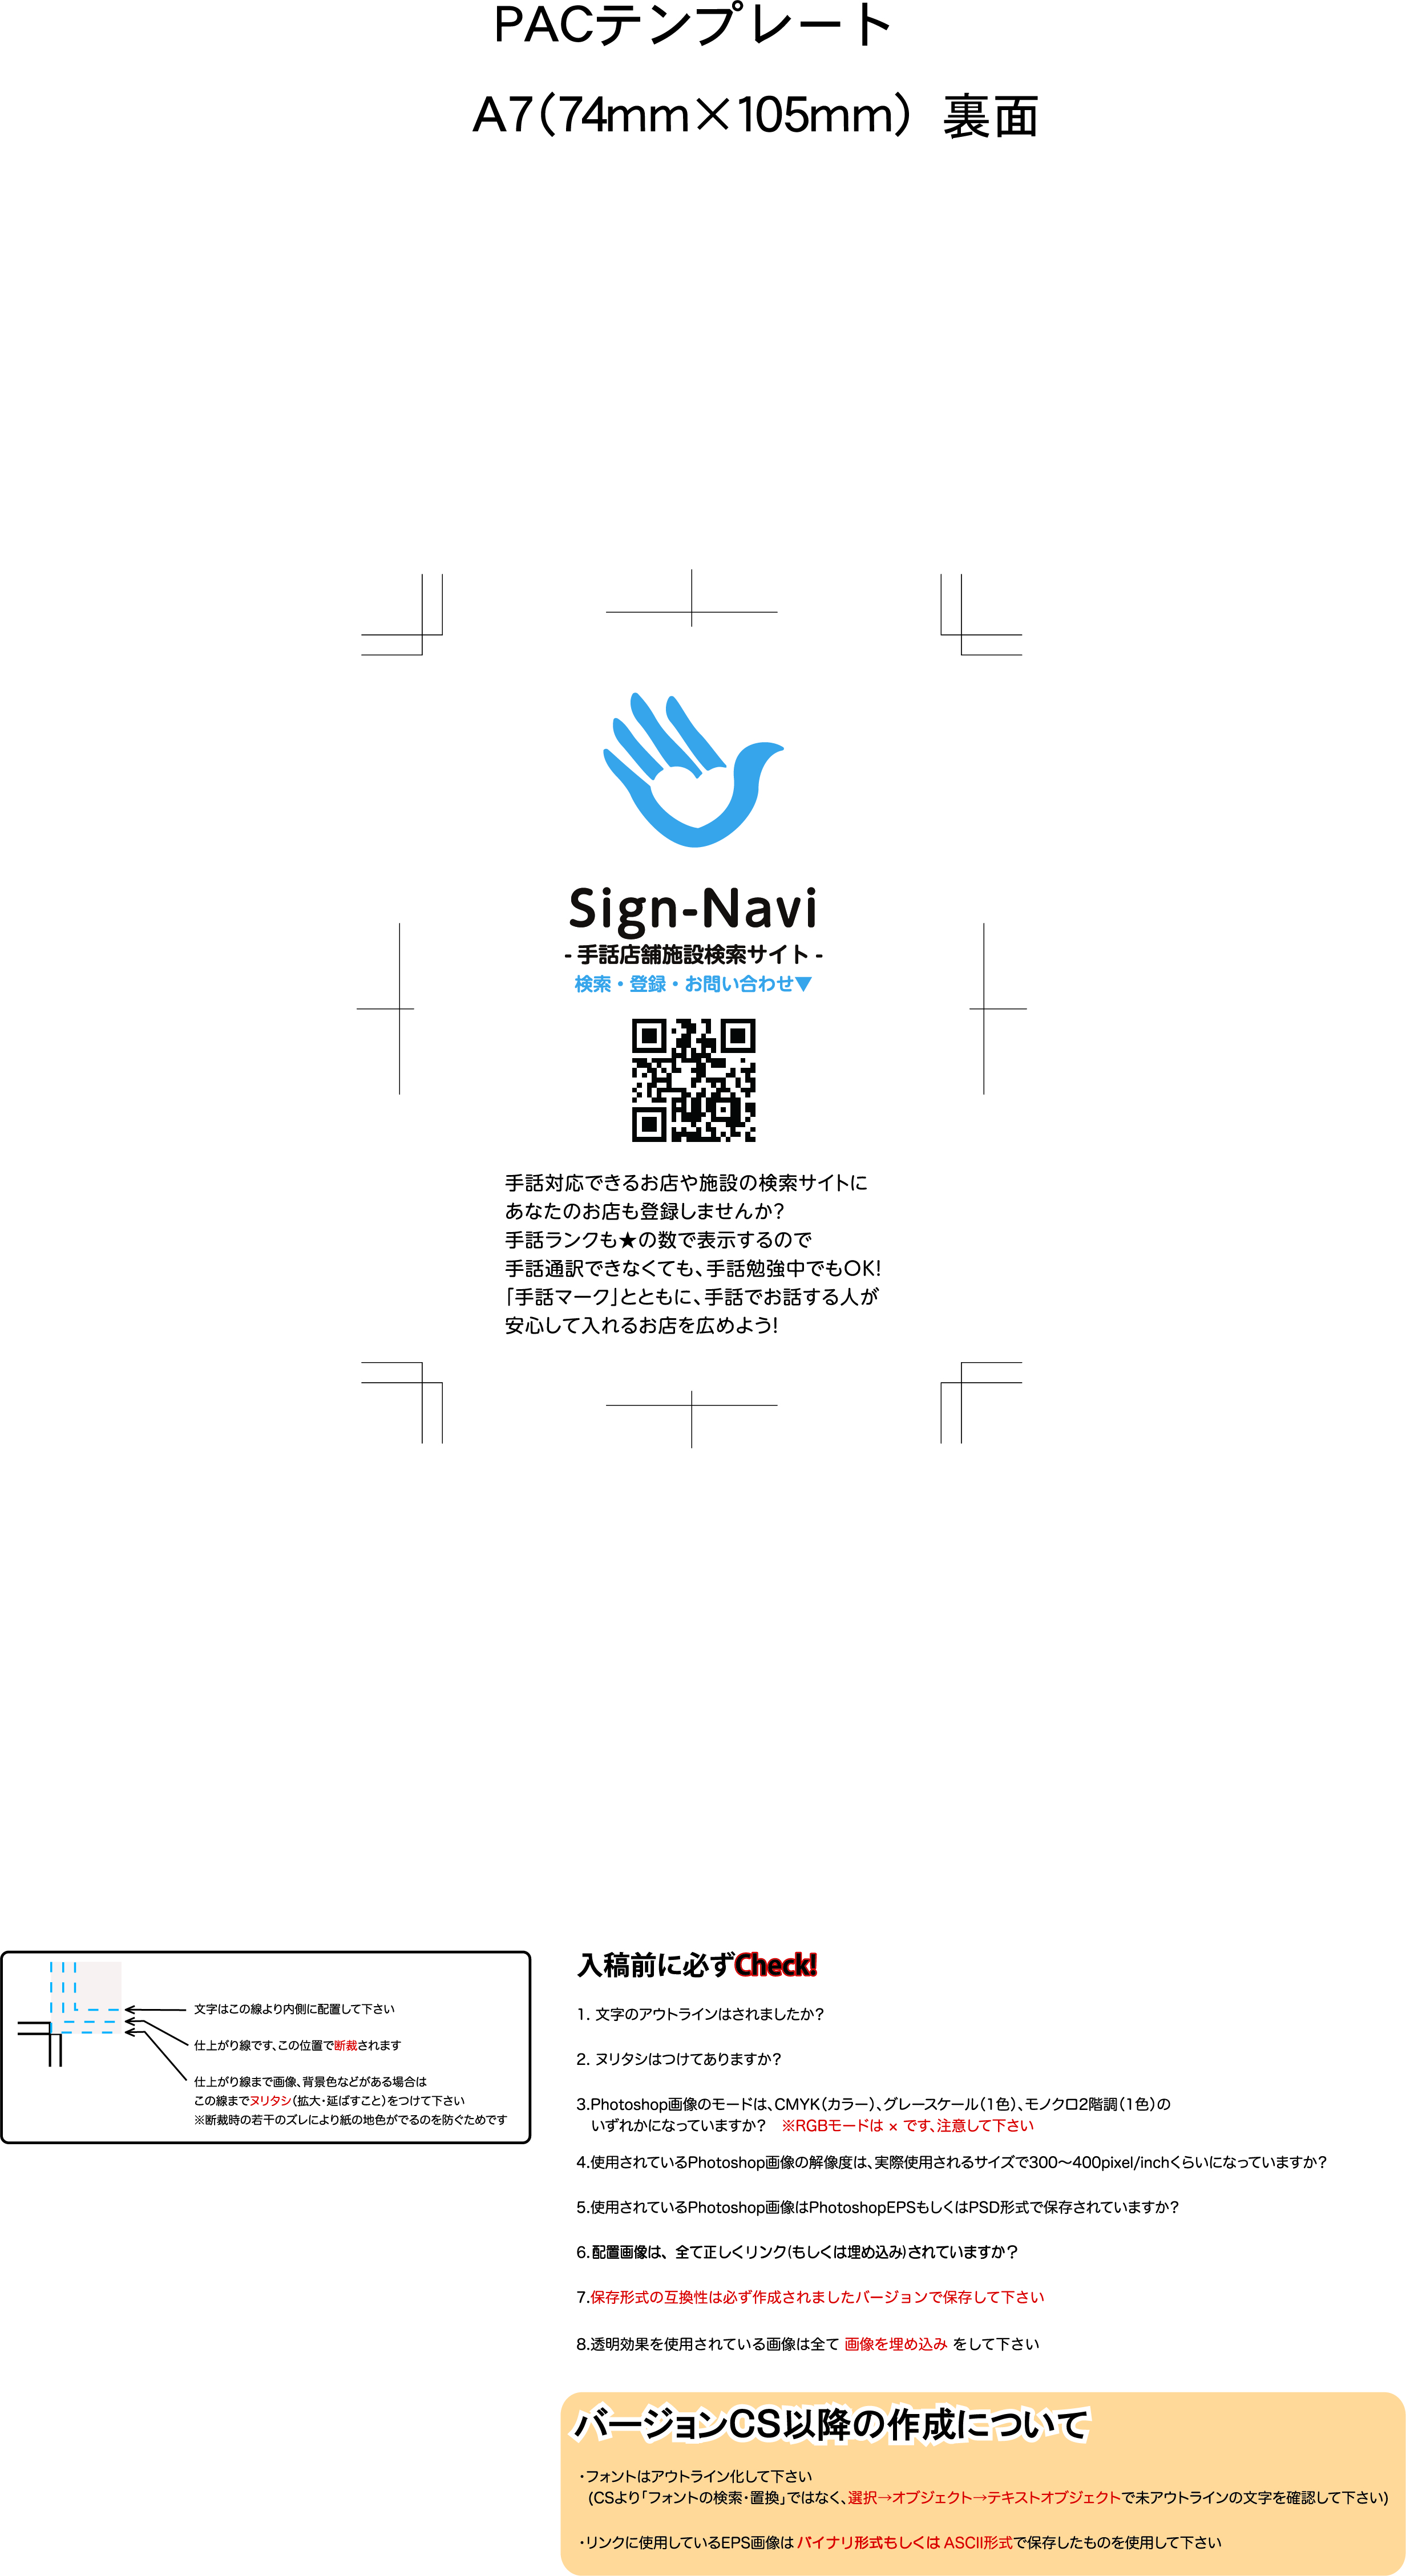 PACテンプレート
A7（74mm×105mm） 裏面
Sign-Navi
- 手話店舗施設検索サイト -
検索・登録・お問い合わせ▼
手話対応できるお店や施設の検索サイトに
あなたのお店も登録しませんか？
手話ランクも★の数で表示するので
手話通訳できなくても、手話勉強中でもOK!
「手話マーク」とともに、手話でお話する人が
安心して入れるお店を広めよう!
文字はこの線より内側に配置して下さい
仕上がり線です、この位置で断裁されます
仕上がり線まで画像、背景色などがある場合は
この線までヌリタシ（拡大・延ばすこと）をつけて下さい
※断裁時の若干のズレにより紙の地色がでるのを防ぐためです
入稿前に必ずCheck!
1. 文字のアウトラインはされましたか？
2. ヌリタシはつけてありますか？
3.Photoshop画像のモードは、CMYK（カラー）、グレースケール（1色）、モノクロ2階調（1色）の
いずれかになっていますか？ ※RGBモードは × です、注意して下さい
4.使用されているPhotoshop画像の解像度は、実際使用されるサイズで300〜400pixel/inchくらいになっていますか？
5.使用されているPhotoshop画像はPhotoshopEPSもしくはPSD形式で保存されていますか？
6.配置画像は、全て正しくリンク(もしくは埋め込み)されていますか？
7.保存形式の互換性は必ず作成されましたバージョンで保存して下さい
8.透明効果を使用されている画像は全て 画像を埋め込み をして下さい
バージョンCS以降の作成について
・フォントはアウトライン化して下さい
(CSより「フォントの検索・置換」ではなく、選択→オブジェクト→テキストオブジェクトで未アウトラインの文字を確認して下さい)
・リンクに使用しているEPS画像は バイナリ形式もしくは ASCII形式で保存したものを使用して下さい